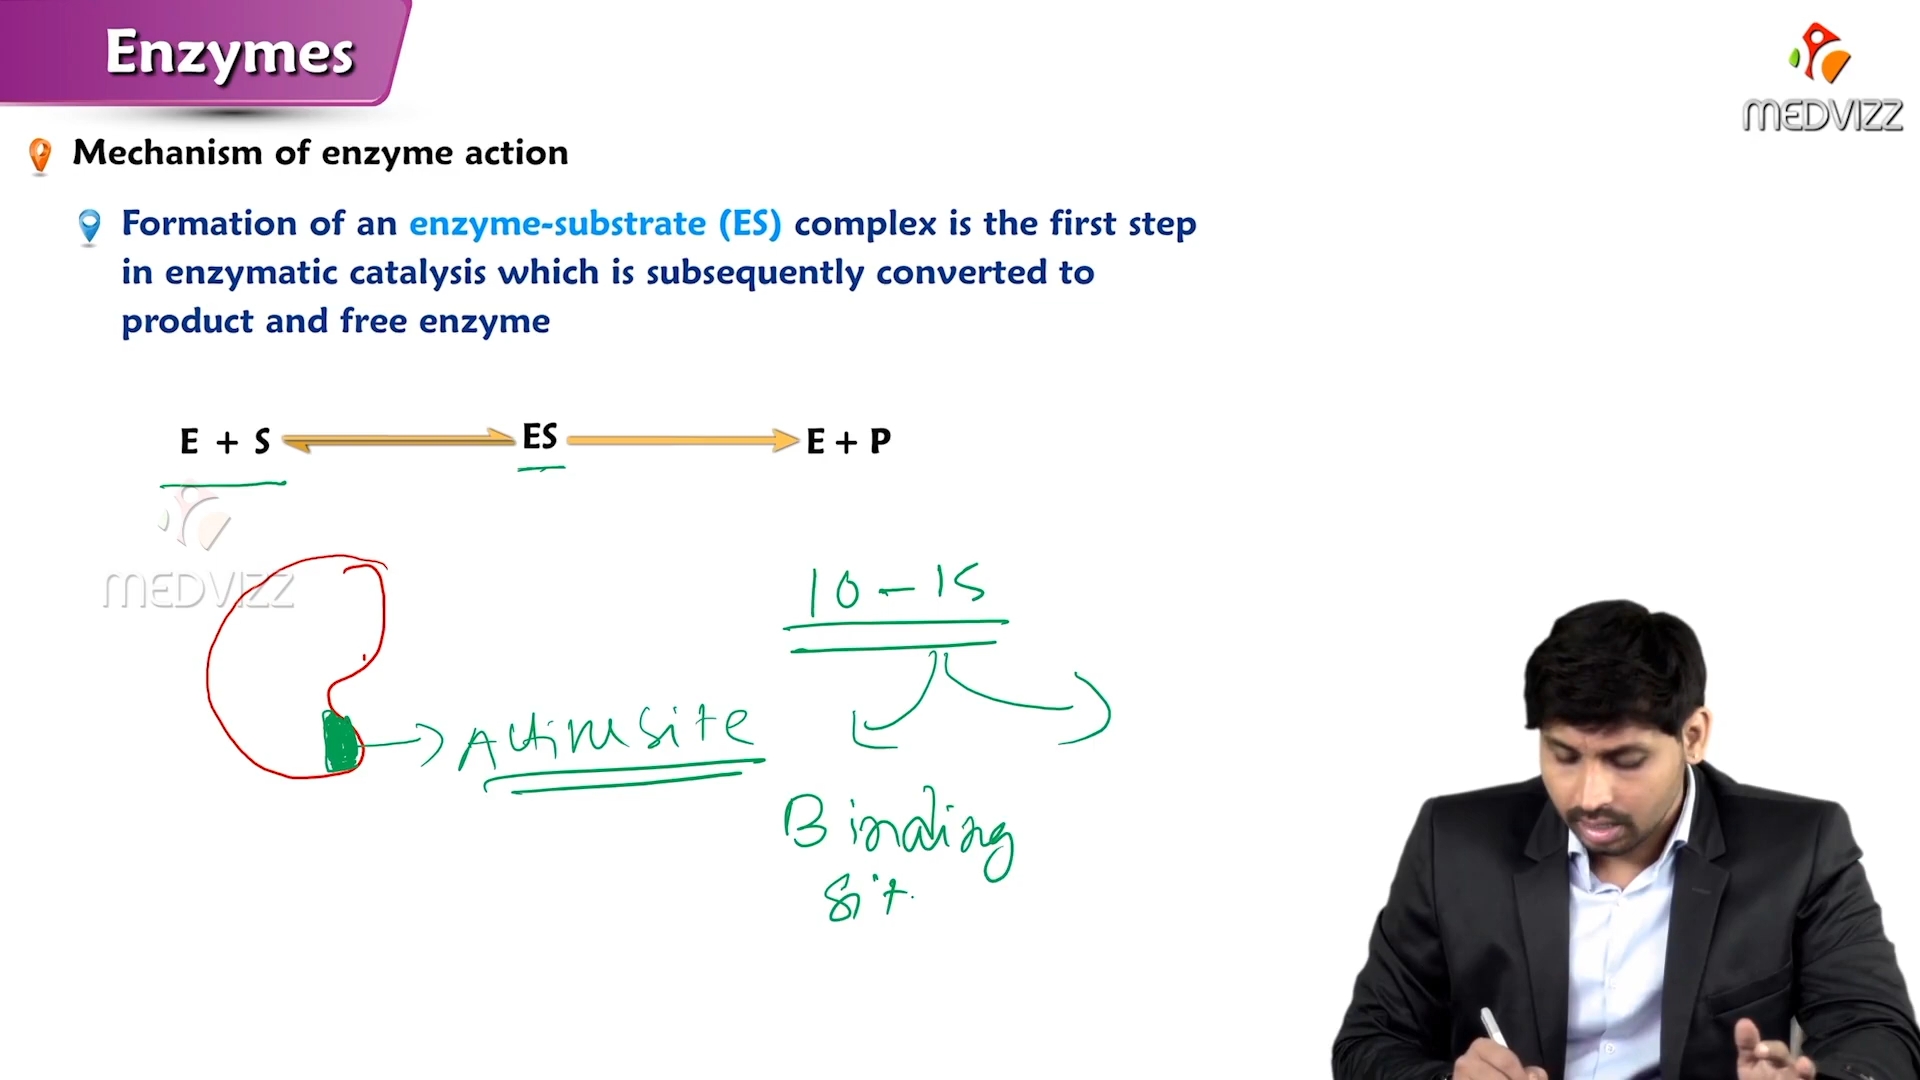 Enzymes
MEDVIZZ
Mechanism of enzyme action
Formation of an enzyme-substrate (ES) complex is the first step
in enzymatic catalysis which is subsequently converted to
product and free enzyme
E + S ES E + P
MEDVIZZ
10 - 15
Active site
Binding
sit